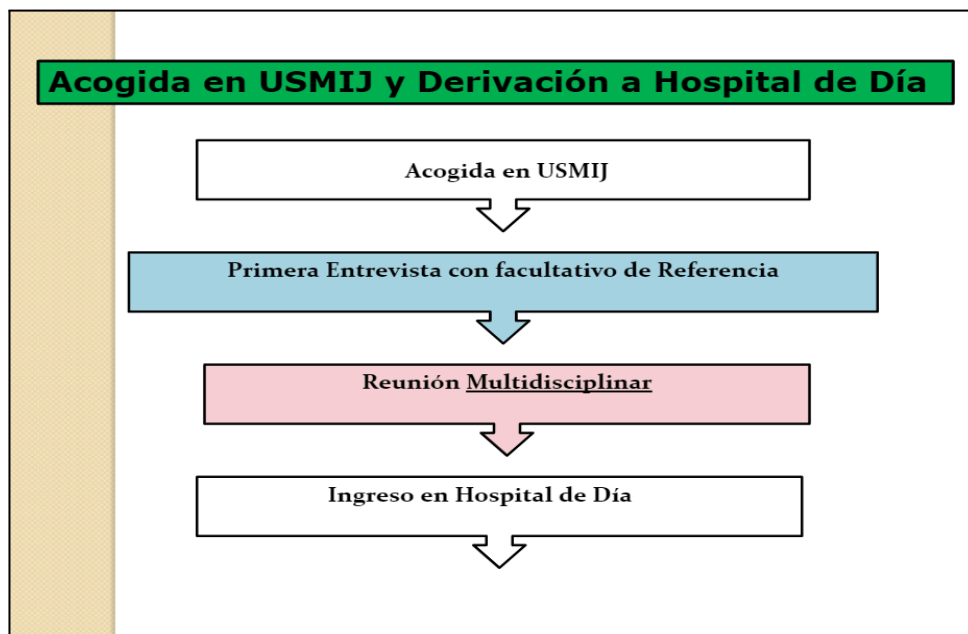 Acogida en USMIJ y Derivación a Hospital de Día
Acogida en USMIJ
Primera Entrevista con facultativo de Referencia
Reunión Multidisciplinar
Ingreso en Hospital de Día